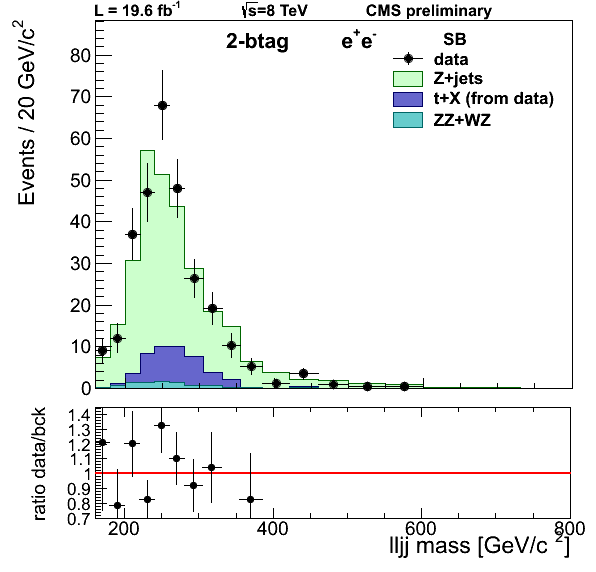 L = 19.6 fb⁻¹ √s=8 TeV CMS preliminary
2-btag e⁺e⁻ SB
data
Z+jets
t+X (from data)
ZZ+WZ
Events / 20 GeV/c²
80
70
60
50
40
30
20
10
0
ratio data/bck
1.4
1.3
1.2
1.1
1
0.9
0.8
0.7
200 400 600 800
lljj mass [GeV/c²]